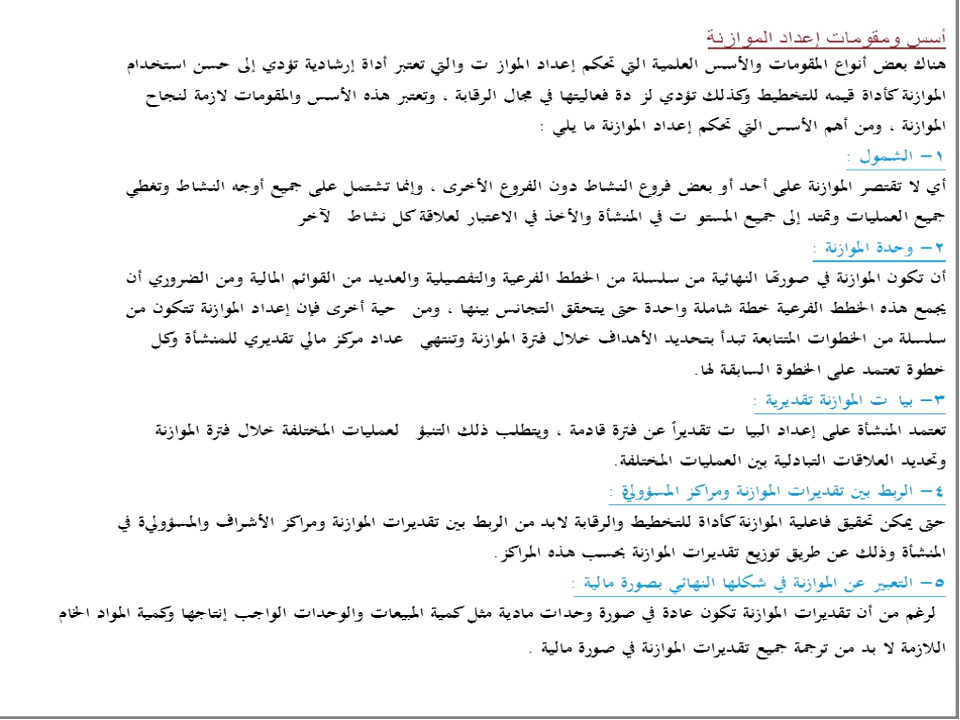 أسس ومقومات إعداد الموازنة
هناك بعض أنواع المقومات والأسس العلمية التي تحكم إعداد المواز ت والتي تعتبر أداة إرشادية تؤدي إلى حسن استخدام
الموازنة كأداة قيمه للتخطيط وكذلك تؤدي لز دة فعاليتها في مجال الرقابة ، وتعتبر هذه الأسس والمقومات لازمة لنجاح
الموازنة ، ومن أهم الأسس التي تحكم إعداد الموازنة ما يلي :
١- الشمول :
أي لا تقتصر الموازنة على أحد أو بعض فروع النشاط دون الفروع الأخرى ، وإنما تشتمل على جميع أوجه النشاط وتغطي
جميع العمليات وتمتد إلى جميع المستو ت في المنشأة والأخذ في الاعتبار لعلاقة كل نشاط لآخر
٢- وحدة الموازنة :
أن تكون الموازنة في صورتها النهائية من سلسلة من الخطط الفرعية والتفصيلية والعديد من القوائم المالية ومن الضروري أن
يجمع هذه الخطط الفرعية خطة شاملة واحدة حتى يتحقق التجانس بينها ، ومن حية أخرى فإن إعداد الموازنة تتكون من
سلسلة من الخطوات المتتابعة تبدأ بتحديد الأهداف خلال فترة الموازنة وتنتهي عداد مركز مالي تقديري للمنشأة وكل
خطوة تعتمد على الخطوة السابقة لها.
٣- بيا ت الموازنة تقديرية :
تعتمد المنشأة على إعداد البيا ت تقديراً عن فترة قادمة ، ويتطلب ذلك التنبؤ لعمليات المختلفة خلال فترة الموازنة
وتحديد العلاقات التبادلية بين العمليات المختلفة.
٤- الربط بين تقديرات الموازنة ومراكز المسؤولية :
حتى يمكن تحقيق فاعلية الموازنة كأداة للتخطيط والرقابة لابد من الربط بين تقديرات الموازنة ومراكز الأشراف والمسؤولية في
المنشأة وذلك عن طريق توزيع تقديرات الموازنة بحسب هذه المراكز.
٥- التعبير عن الموازنة في شكلها النهائي بصورة مالية :
لرغم من أن تقديرات الموازنة تكون عادة في صورة وحدات مادية مثل كمية المبيعات والوحدات الواجب إنتاجها وكمية المواد الخام
اللازمة لا بد من ترجمة جميع تقديرات الموازنة في صورة مالية .